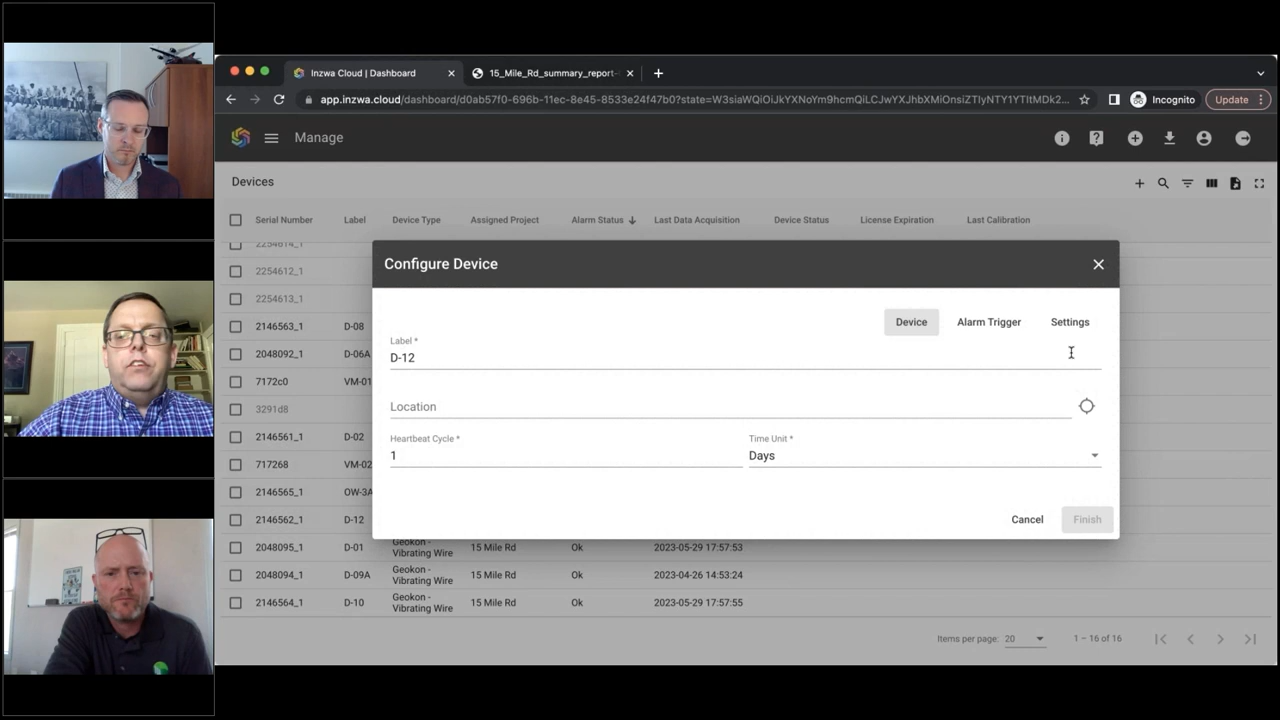 Inzwa Cloud | Dashboard
15_Mile_Rd_summary_report-
app.inzwa.cloud/dashboard/d0ab57f0-696b-11ec-8e45-8533e24f47b0?state=W3siaWQiOiJkYXNoYm9hcmQiLCJwYXJhbXMiOnsiZTIyNTY1YTItMDk2...
Incognito
Update
Manage
Devices
Serial Number Label Device Type Assigned Project Alarm Status Last Data Acquisition Device Status License Expiration Last Calibration
2254614_1
2254612_1
2254613_1
2146563_1 D-08
2048092_1 D-06A
7172c0 VM-01
3291d8
2146561_1 D-02
717268 VM-02
2146565_1 OW-3A
2146562_1 D-12
Configure Device
Device Alarm Trigger Settings
Label *
D-12
Location
Heartbeat Cycle * Time Unit *
1 Days
Cancel Finish
2048095_1 D-01 Geokon - Vibrating Wire 15 Mile Rd Ok 2023-05-29 17:57:53
2048094_1 D-09A Geokon - Vibrating Wire 15 Mile Rd Ok 2023-04-26 14:53:24
2146564_1 D-10 Geokon - Vibrating Wire 15 Mile Rd Ok 2023-05-29 17:57:55
Items per page: 20 1 – 16 of 16